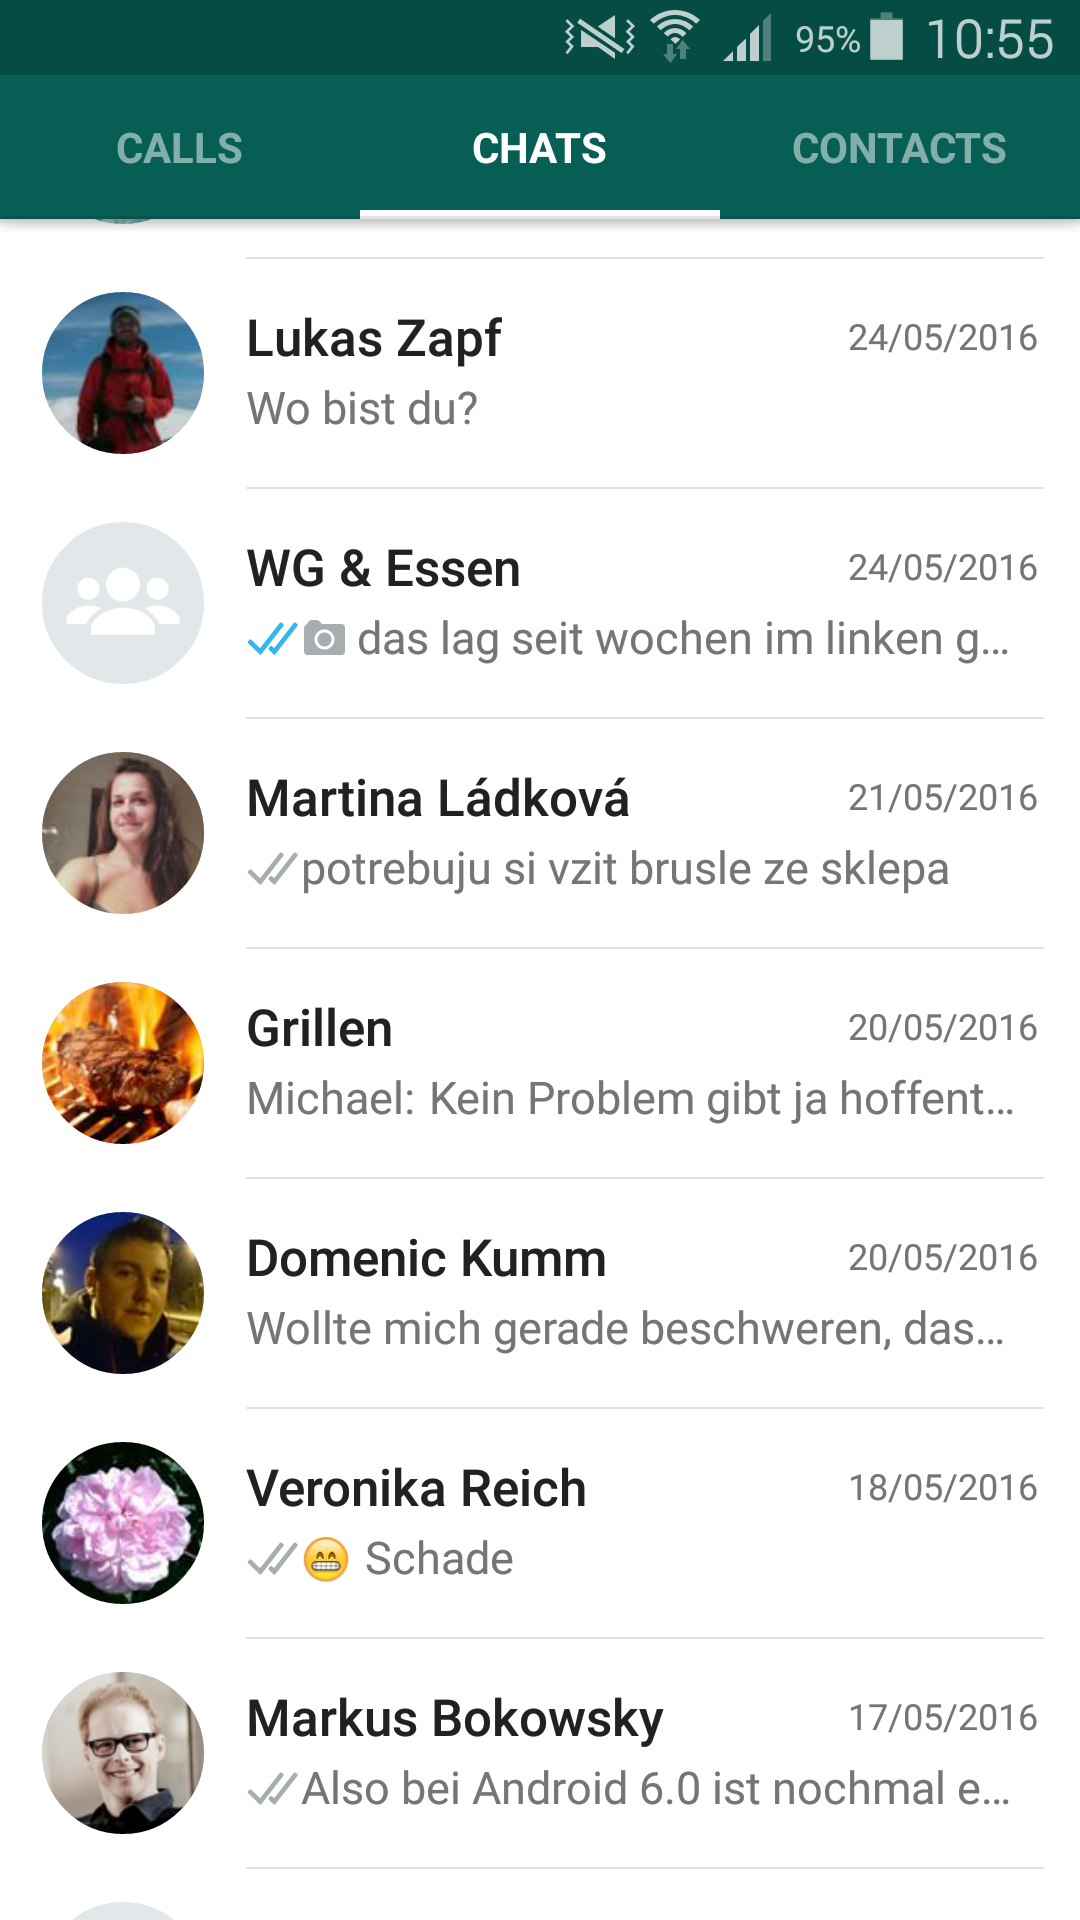 95% 10:55
CALLS CHATS CONTACTS
Lukas Zapf 24/05/2016
Wo bist du?
WG & Essen 24/05/2016
das lag seit wochen im linken g...
Martina Ládková 21/05/2016
potrebuju si vzit brusle ze sklepa
Grillen 20/05/2016
Michael: Kein Problem gibt ja hoffent...
Domenic Kumm 20/05/2016
Wollte mich gerade beschweren, das...
Veronika Reich 18/05/2016
😁 Schade
Markus Bokowsky 17/05/2016
Also bei Android 6.0 ist nochmal e...